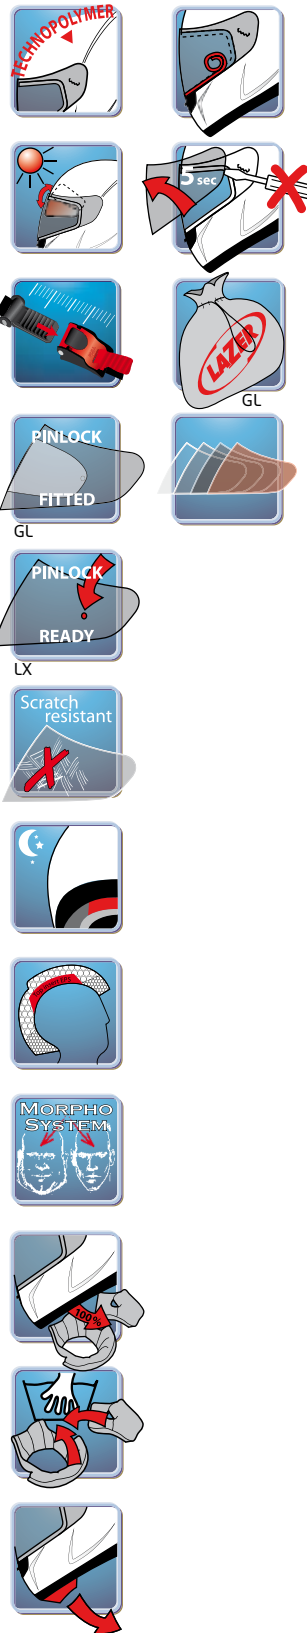 TECHNOPOLYMER
5 sec
LAZER
GL
PINLOCK
FITTED
GL
PINLOCK
READY
LX
Scratch
resistant
MORPHO
SYSTEM
100%